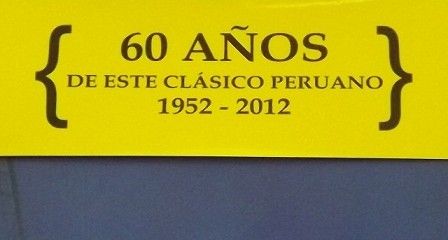 60 AÑOS
DE ESTE CLÁSICO PERUANO
1952 - 2012